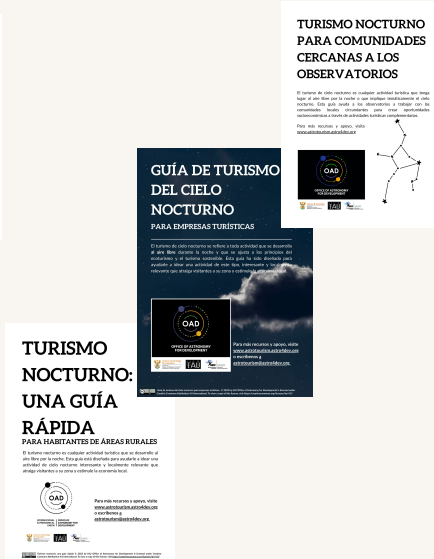 TURISMO NOCTURNO
PARA COMUNIDADES
CERCANAS A LOS
OBSERVATORIOS
El turismo de cielo nocturno es cualquier actividad turística que tenga
lugar al aire libre por la noche o que implique temáticamente el cielo
nocturno. Esta guía ayuda a los observatorios a trabajar con las
comunidades locales circundantes para crear oportunidades
socioeconómicas a través de actividades turísticas complementarias.
Para más recursos y apoyo, visita
www.astrotourism.astro4dev.org
OAD
OFFICE OF ASTRONOMY
FOR DEVELOPMENT
IAU
GUÍA DE TURISMO
DEL CIELO
NOCTURNO
PARA EMPRESAS TURÍSTICAS
El turismo de cielo nocturno se refiere a toda actividad que se desarrolla
al aire libre durante la noche y que se ajusta a los principios del
ecoturismo y el turismo sostenible. Esta guía ha sido diseñada para
ayudarle a idear una actividad de este tipo, interesante y localmente
relevante que atraiga visitantes a su zona y estimule la economía local.
OAD
OFFICE OF ASTRONOMY
FOR DEVELOPMENT
IAU
Para más recursos y apoyo, visite
www.astrotourism.astro4dev.org
o escríbenos a
astrotourism@astro4dev.org
TURISMO
NOCTURNO:
UNA GUÍA
RÁPIDA
PARA HABITANTES DE ÁREAS RURALES
El turismo nocturno es cualquier actividad turística que se desarrolle al
aire libre por la noche. Esta guía está diseñada para ayudarle a idear una
actividad de cielo nocturno interesante y localmente relevante que
atraiga visitantes a su zona y estimule la economía local.
OAD
Para más recursos y apoyo, visite
www.astrotourism.astro4dev.org
o escríbenos a
astrotourism@astro4dev.org
IAU